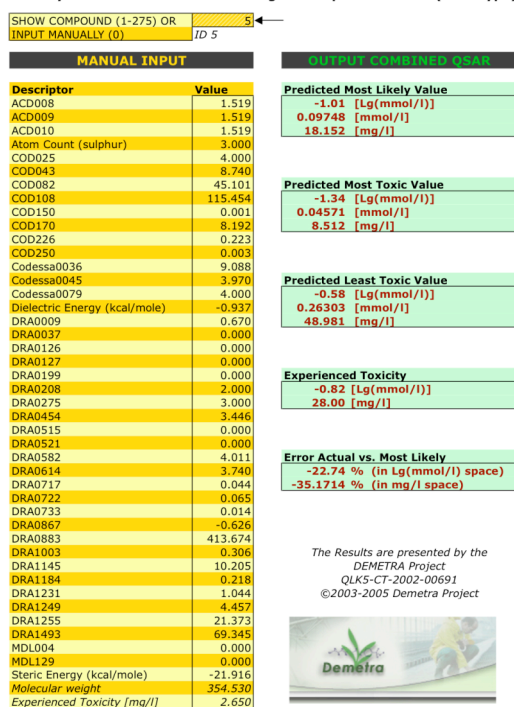 SHOW COMPOUND (1-275) OR 5
INPUT MANUALLY (0) ID 5
MANUAL INPUT
Descriptor Value
ACD008 1.519
ACD009 1.519
ACD010 1.519
Atom Count (sulphur) 3.000
COD025 4.000
COD043 8.740
COD082 45.101
COD108 115.454
COD150 0.001
COD170 8.192
COD226 0.223
COD250 0.003
Codessa0036 9.088
Codessa0045 3.970
Codessa0079 4.000
Dielectric Energy (kcal/mole) -0.937
DRA0009 0.670
DRA0037 0.000
DRA0126 0.000
DRA0127 0.000
DRA0199 0.000
DRA0208 2.000
DRA0275 3.000
DRA0454 3.446
DRA0515 0.000
DRA0521 0.000
DRA0582 4.011
DRA0614 3.740
DRA0717 0.044
DRA0722 0.065
DRA0733 0.014
DRA0867 -0.626
DRA0883 413.674
DRA1003 0.306
DRA1145 10.205
DRA1184 0.218
DRA1231 1.044
DRA1249 4.457
DRA1255 21.373
DRA1493 69.345
MDL004 0.000
MDL129 0.000
Steric Energy (kcal/mole) -21.916
Molecular weight 354.530
Experienced Toxicity [mg/l] 2.650
OUTPUT COMBINED QSAR
Predicted Most Likely Value
-1.01 [Lg(mmol/l)]
0.09748 [mmol/l]
18.152 [mg/l]
Predicted Most Toxic Value
-1.34 [Lg(mmol/l)]
0.04571 [mmol/l]
8.512 [mg/l]
Predicted Least Toxic Value
-0.58 [Lg(mmol/l)]
0.26303 [mmol/l]
48.981 [mg/l]
Experienced Toxicity
-0.82 [Lg(mmol/l)]
28.00 [mg/l]
Error Actual vs. Most Likely
-22.74 % (in Lg(mmol/l) space)
-35.1714 % (in mg/l space)
The Results are presented by the
DEMETRA Project
QLK5-CT-2002-00691
©2003-2005 Demetra Project
Demetra